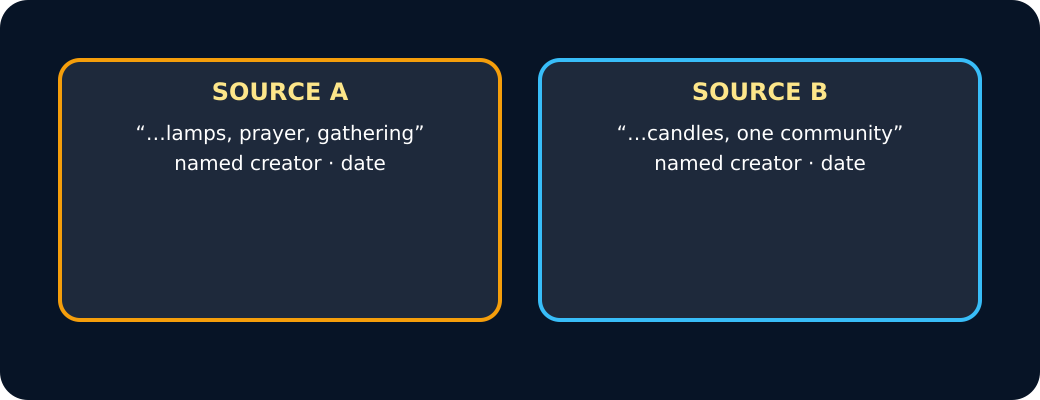 SOURCE A
“…lamps, prayer, gathering”
named creator · date
SOURCE B
“…candles, one community”
named creator · date